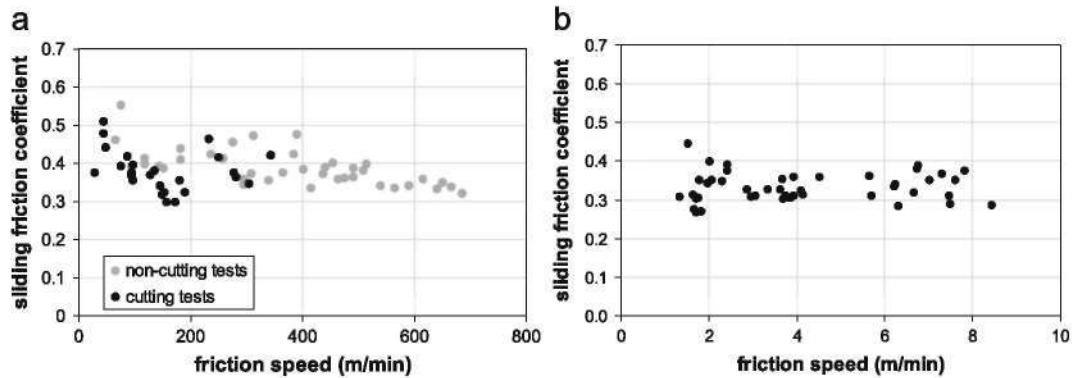 a
0.7
0.6
0.5
0.4
0.3
0.2
0.1
0
sliding friction coefficient
non-cutting tests
cutting tests
0 200 400 600 800
friction speed (m/min)
b
0.7
0.6
0.5
0.4
0.3
0.2
0.1
0
sliding friction coefficient
0 2 4 6 8 10
friction speed (m/min)